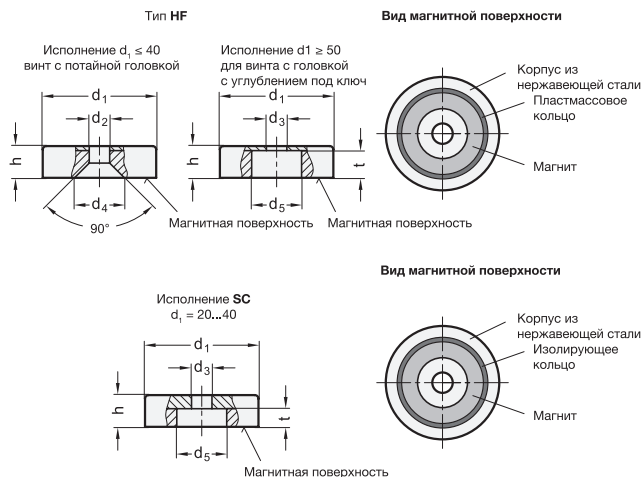 Тип HF
Вид магнитной поверхности
Исполнение d₁ ≤ 40
винт с потайной головкой
Исполнение d1 ≥ 50
для винта с головкой
с углублением под ключ
d₁
d₂
h
d₄
90°
Магнитная поверхность
d₁
d₃
h
t
d₅
Магнитная поверхность
Корпус из
нержавеющей стали
Пластмассовое
кольцо
Магнит
Вид магнитной поверхности
Исполнение SC
d₁ = 20...40
d₁
d₃
h
t
d₅
Магнитная поверхность
Корпус из
нержавеющей стали
Изолирующее
кольцо
Магнит